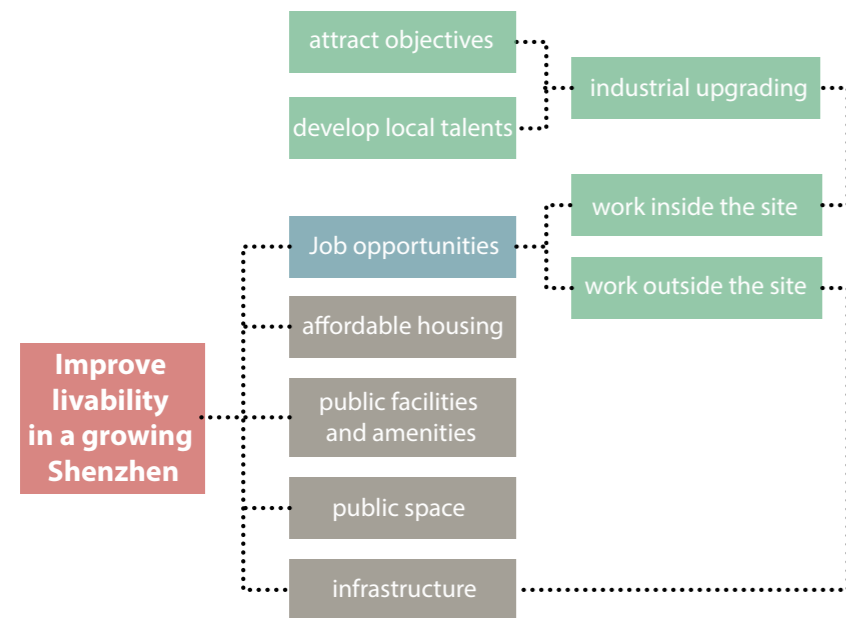 attract objectives
industrial upgrading
develop local talents
work inside the site
Job opportunities
work outside the site
affordable housing
Improve
livability
in a growing
Shenzhen
public facilities
and amenities
public space
infrastructure